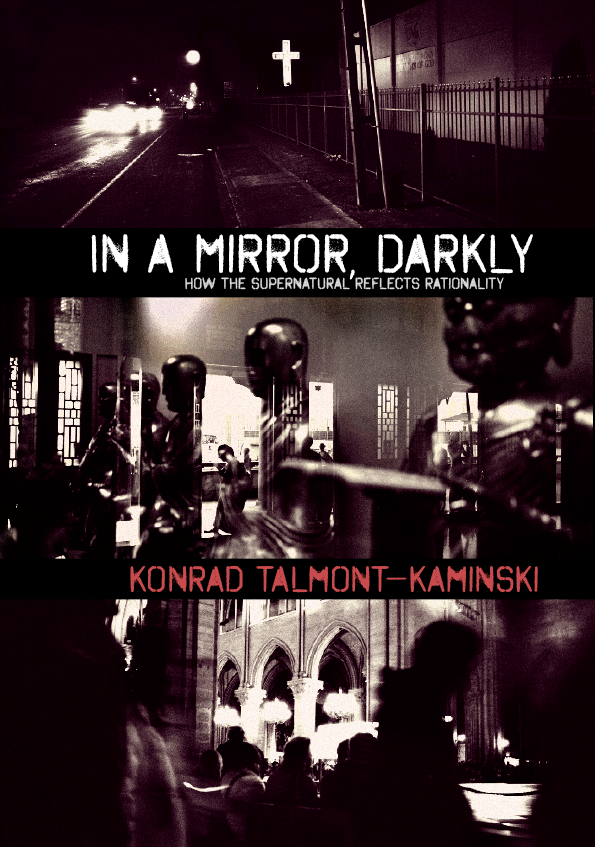 IN A MIRROR, DARKLY
HOW THE SUPERNATURAL REFLECTS RATIONALITY
KONRAD TALMONT-KAMINSKI